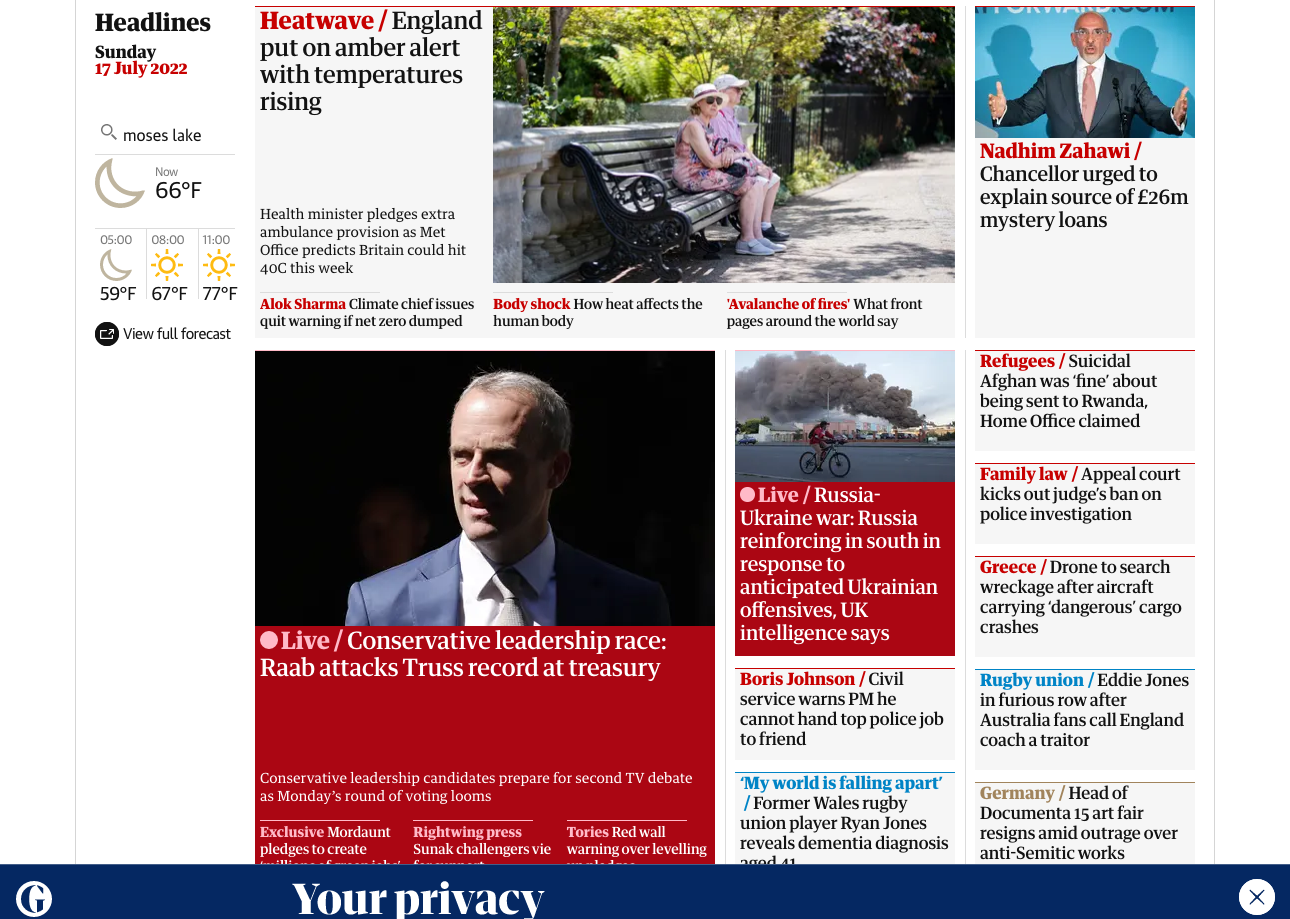 Headlines
Sunday
17 July 2022
moses lake
Now
66°F
05:00
08:00
11:00
59°F
67°F
77°F
View full forecast
Heatwave / England
put on amber alert
with temperatures
rising
Health minister pledges extra
ambulance provision as Met
Office predicts Britain could hit
40C this week
Alok Sharma Climate chief issues
quit warning if net zero dumped
Body shock How heat affects the
human body
'Avalanche of fires' What front
pages around the world say
Nadhim Zahawi /
Chancellor urged to
explain source of £26m
mystery loans
Live / Conservative leadership race:
Raab attacks Truss record at treasury
Conservative leadership candidates prepare for second TV debate
as Monday’s round of voting looms
Exclusive Mordaunt
pledges to create
‘millions of green jobs’
Rightwing press
Sunak challengers vie
for support
Tories Red wall
warning over levelling
up pledges
Live / Russia-
Ukraine war: Russia
reinforcing in south in
response to
anticipated Ukrainian
offensives, UK
intelligence says
Boris Johnson / Civil
service warns PM he
cannot hand top police job
to friend
‘My world is falling apart’
/ Former Wales rugby
union player Ryan Jones
reveals dementia diagnosis
aged 41
Refugees / Suicidal
Afghan was ‘fine’ about
being sent to Rwanda,
Home Office claimed
Family law / Appeal court
kicks out judge’s ban on
police investigation
Greece / Drone to search
wreckage after aircraft
carrying ‘dangerous’ cargo
crashes
Rugby union / Eddie Jones
in furious row after
Australia fans call England
coach a traitor
Germany / Head of
Documenta 15 art fair
resigns amid outrage over
anti-Semitic works
Your privacy